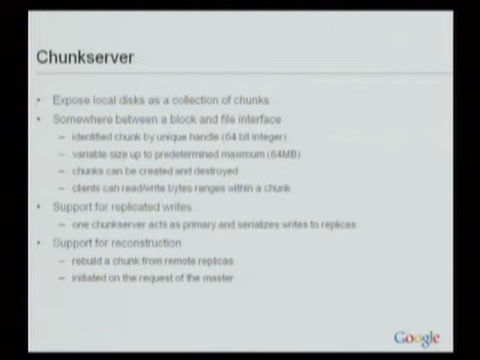 Chunkserver
• Expose local disks as a collection of chunks
• Somewhere between a block and file interface
– identified chunk by unique handle (64 bit integer)
– variable size up to predetermined maximum (64MB)
– chunks can be created and destroyed
– clients can read/write bytes ranges within a chunk
• Support for replicated writes
– one chunkserver acts as primary and serializes writes to replicas
• Support for reconstruction
– rebuild a chunk from remote replicas
– initiated on the request of the master
Google